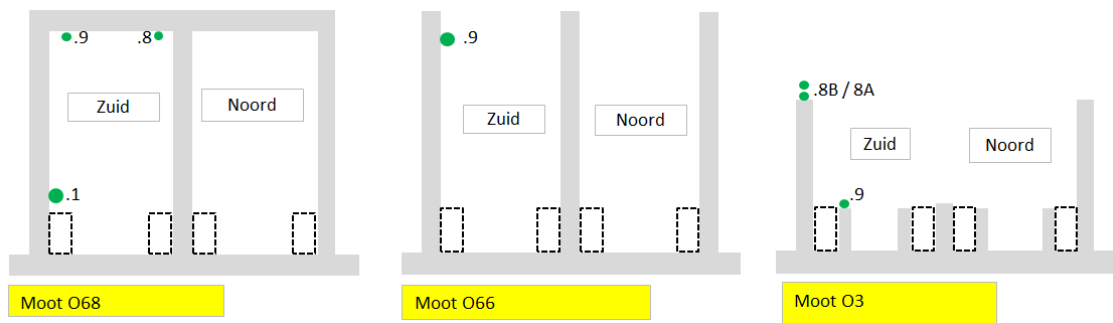 .9 .8
Zuid Noord
.1
Moot O68
.9
Zuid Noord
Moot O66
.8B / 8A
Zuid Noord
.9
Moot O3